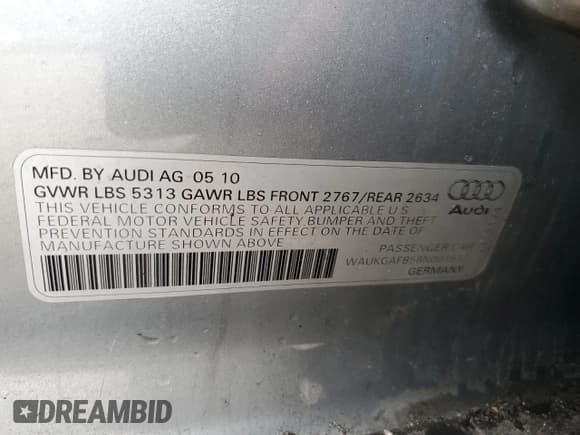 MFD. BY AUDI AG 05 10
GVWR LBS 5313 GAWR LBS FRONT 2767/REAR 2634
THIS VEHICLE CONFORMS TO ALL APPLICABLE U S
FEDERAL MOTOR VEHICLE SAFETY BUMPER AND THEFT
PREVENTION STANDARDS IN EFFECT ON THE DATE OF
MANUFACTURE SHOWN ABOVE
Audi
PASSENGER CAR
GERMANY
DREAMBID